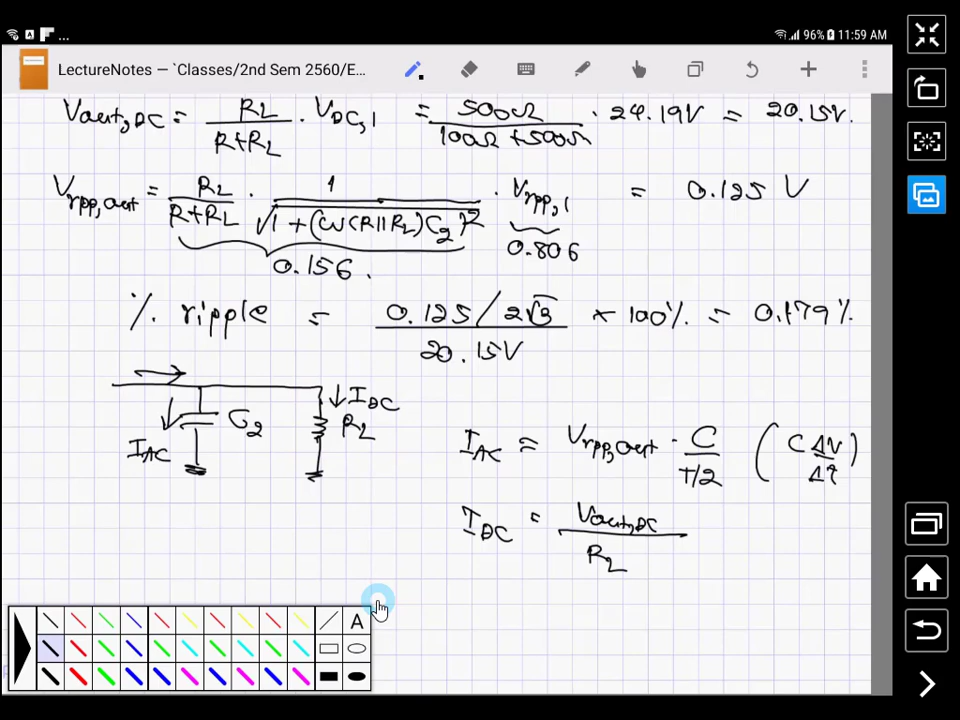 96% 11:59 AM
LectureNotes — `Classes/2nd Sem 2560/E...
Vout,DC = RL / R+RL · VDC,1 = 500Ω / 100Ω + 500Ω · 24.19V = 20.15V.
Vrpp,out = RL / R+RL · 1 / √1 + (ω(R||RL)C2)² · Vrpp,1 = 0.125 V
0.156. 0.806
% ripple = 0.125/2√3 / 20.15V × 100% = 0.179%
IDC
C2 RL
IAC
IAC = Vrpp,out · C / T/2 (C ΔV / Δt)
IDC = Vout,DC / RL
A